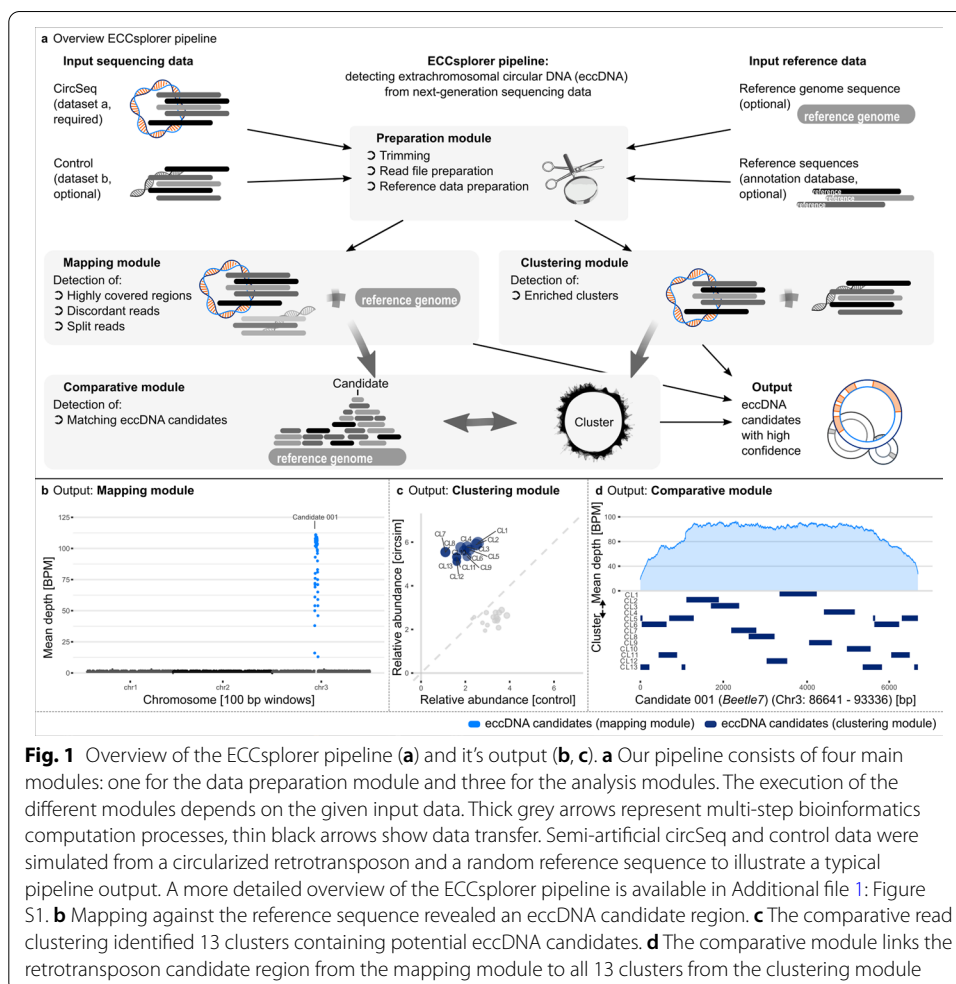 a Overview ECCsplorer pipeline
Input sequencing data
ECCsplorer pipeline:
detecting extrachromosomal circular DNA (eccDNA)
from next-generation sequencing data
Input reference data
CircSeq
(dataset a,
required)
Control
(dataset b,
optional)
Preparation module
Trimming
Read file preparation
Reference data preparation
Reference genome sequence
(optional)
reference genome
Reference sequences
(annotation database,
optional)
reference
reference
reference
Mapping module
Detection of:
Highly covered regions
Discordant reads
Split reads
reference genome
Clustering module
Detection of:
Enriched clusters
Comparative module
Detection of:
Matching eccDNA candidates
Candidate
reference genome
Cluster
Output
eccDNA
candidates
with high
confidence
b Output: Mapping module
Mean depth [BPM]
125
100
75
50
25
0
Candidate 001
chr1 chr2 chr3
Chromosome [100 bp windows]
c Output: Clustering module
Relative abundance [circsim]
6
4
2
0
CL7
CL8
CL4
CL1
CL2
CL3
CL5
CL6
CL13
CL11
CL9
CL12
0 2 4 6
Relative abundance [control]
d Output: Comparative module
Mean depth [BPM]
100
80
40
0
Cluster
CL1
CL2
CL3
CL4
CL5
CL6
CL7
CL8
CL9
CL10
CL11
CL12
CL13
0 2000 4000 6000
Candidate 001 (Beetle7) (Chr3: 86641 - 93336) [bp]
eccDNA candidates (mapping module) eccDNA candidates (clustering module)
Fig. 1 Overview of the ECCsplorer pipeline (a) and it's output (b, c). a Our pipeline consists of four main
modules: one for the data preparation module and three for the analysis modules. The execution of the
different modules depends on the given input data. Thick grey arrows represent multi-step bioinformatics
computation processes, thin black arrows show data transfer. Semi-artificial circSeq and control data were
simulated from a circularized retrotransposon and a random reference sequence to illustrate a typical
pipeline output. A more detailed overview of the ECCsplorer pipeline is available in Additional file 1: Figure
S1. b Mapping against the reference sequence revealed an eccDNA candidate region. c The comparative read
clustering identified 13 clusters containing potential eccDNA candidates. d The comparative module links the
retrotransposon candidate region from the mapping module to all 13 clusters from the clustering module